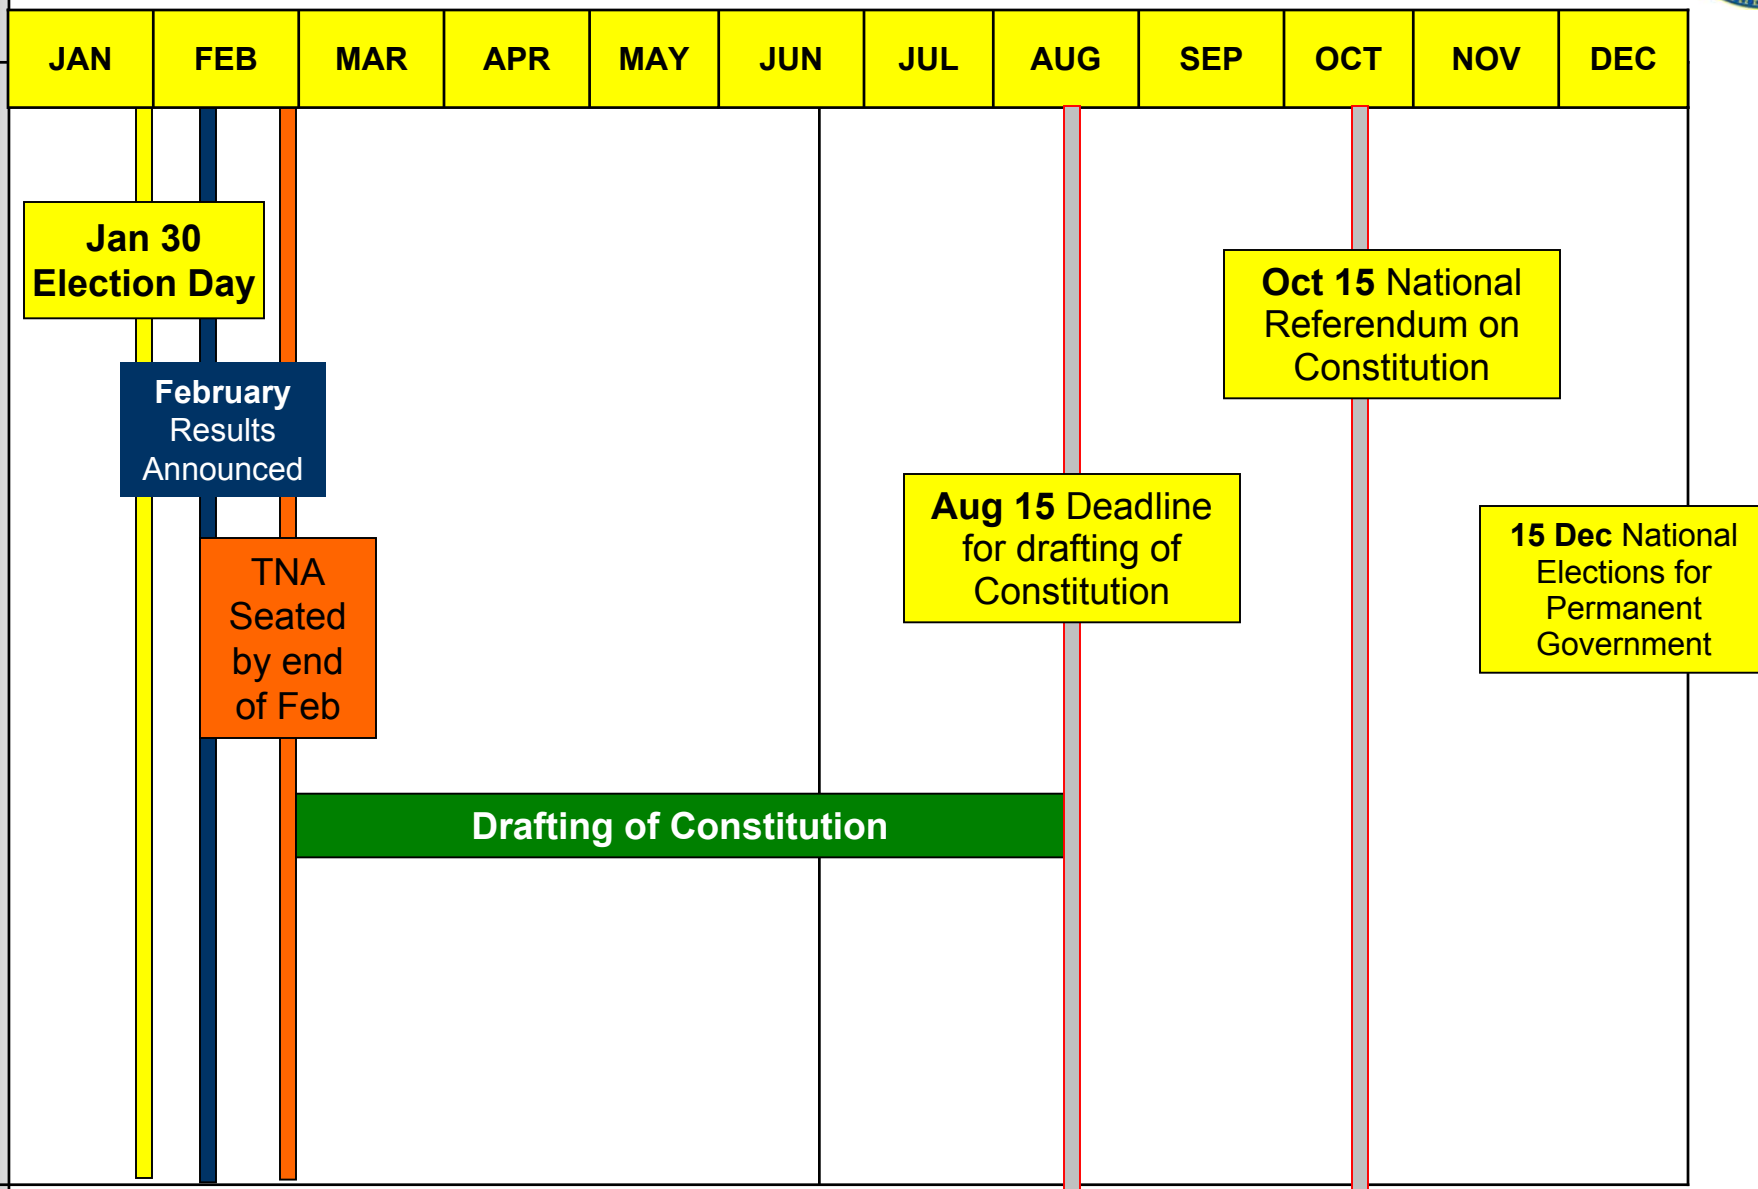 JAN FEB MAR APR MAY JUN JUL AUG SEP OCT NOV DEC
Jan 30
Election Day
February
Results
Announced
TNA
Seated
by end
of Feb
Oct 15 National
Referendum on
Constitution
Aug 15 Deadline
for drafting of
Constitution
15 Dec National
Elections for
Permanent
Government
Drafting of Constitution